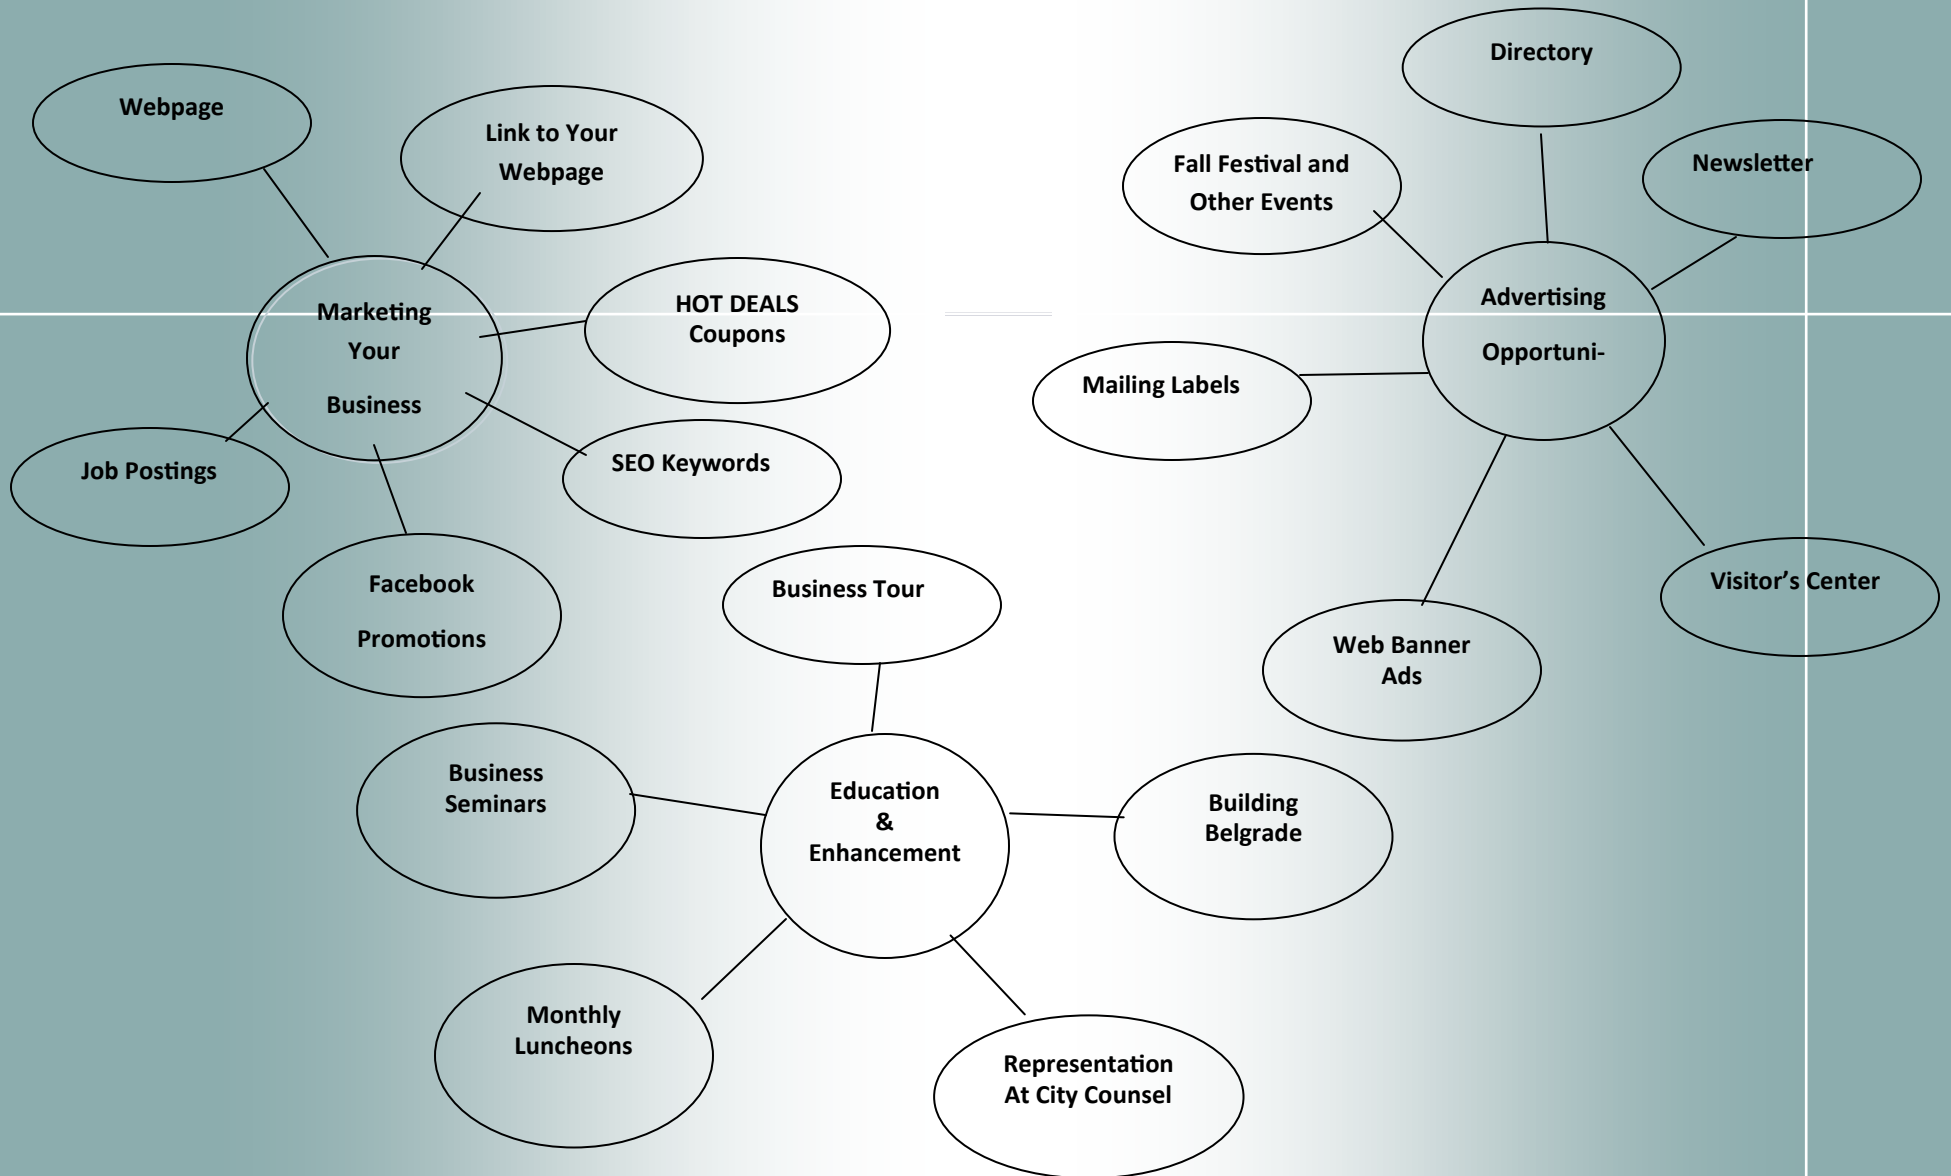 Webpage
Link to Your
Webpage
Marketing
Your
Business
HOT DEALS
Coupons
SEO Keywords
Job Postings
Facebook
Promotions
Directory
Fall Festival and
Other Events
Newsletter
Advertising
Opportuni-
Mailing Labels
Visitor’s Center
Web Banner
Ads
Business Tour
Business
Seminars
Education
&
Enhancement
Building
Belgrade
Monthly
Luncheons
Representation
At City Counsel